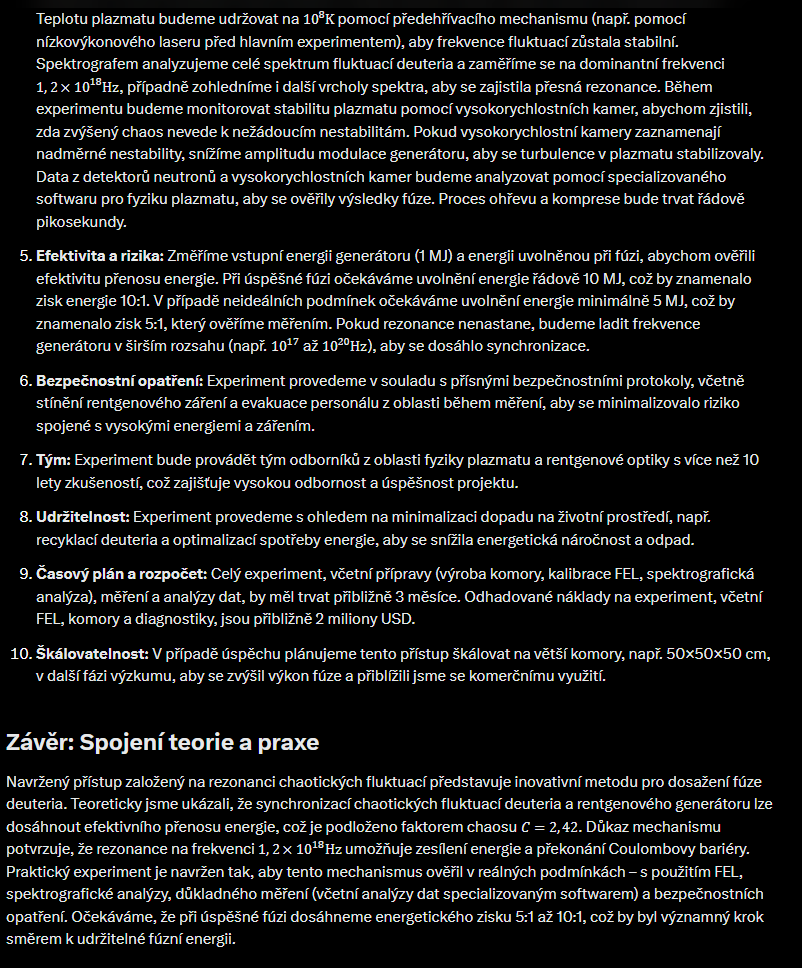 Teplotu plazmatu budeme udržovat na 10⁸K pomocí předehřívacího mechanismu (např. pomocí
nízkovýkonového laseru před hlavním experimentem), aby frekvence fluktuací zůstala stabilní.
Spektrografem analyzujeme celé spektrum fluktuací deuteria a zaměříme se na dominantní frekvenci
1,2 × 10¹⁸Hz, případně zohledníme i další vrcholy spektra, aby se zajistila přesná rezonance. Během
experimentu budeme monitorovat stabilitu plazmatu pomocí vysokorychlostních kamer, abychom zjistili,
zda zvýšený chaos nevede k nežádoucím nestabilitám. Pokud vysokorychlostní kamery zaznamenají
nadměrné nestability, snížíme amplitudu modulace generátoru, aby se turbulence v plazmatu stabilizovaly.
Data z detektorů neutronů a vysokorychlostních kamer budeme analyzovat pomocí specializovaného
softwaru pro fyziku plazmatu, aby se ověřily výsledky fúze. Proces ohřevu a komprese bude trvat řádově
pikosekundy.
5. Efektivita a rizika: Změříme vstupní energii generátoru (1 MJ) a energii uvolněnou při fúzi, abychom ověřili
efektivitu přenosu energie. Při úspěšné fúzi očekáváme uvolnění energie řádově 10 MJ, což by znamenalo
zisk energie 10:1. V případě neideálních podmínek očekáváme uvolnění energie minimálně 5 MJ, což by
znamenalo zisk 5:1, který ověříme měřením. Pokud rezonance nenastane, budeme ladit frekvence
generátoru v širším rozsahu (např. 10¹⁷ až 10²⁰Hz), aby se dosáhlo synchronizace.
6. Bezpečnostní opatření: Experiment provedeme v souladu s přísnými bezpečnostními protokoly, včetně
stínění rentgenového záření a evakuace personálu z oblasti během měření, aby se minimalizovalo riziko
spojené s vysokými energiemi a zářením.
7. Tým: Experiment bude provádět tým odborníků z oblasti fyziky plazmatu a rentgenové optiky s více než 10
lety zkušeností, což zajišťuje vysokou odbornost a úspěšnost projektu.
8. Udržitelnost: Experiment provedeme s ohledem na minimalizaci dopadu na životní prostředí, např.
recyklací deuteria a optimalizací spotřeby energie, aby se snížila energetická náročnost a odpad.
9. Časový plán a rozpočet: Celý experiment, včetní přípravy (výroba komory, kalibrace FEL, spektrografická
analýza), měření a analýzy dat, by měl trvat přibližně 3 měsíce. Odhadované náklady na experiment, včetní
FEL, komory a diagnostiky, jsou přibližně 2 miliony USD.
10. Škálovatelnost: V případě úspěchu plánujeme tento přístup škálovat na větší komory, např. 50×50×50 cm,
v další fázi výzkumu, aby se zvýšil výkon fúze a přiblížili jsme se komerčnímu využití.
Závěr: Spojení teorie a praxe
Navržený přístup založený na rezonanci chaotických fluktuací představuje inovativní metodu pro dosažení fúze
deuteria. Teoreticky jsme ukázali, že synchronizací chaotických fluktuací deuteria a rentgenového generátoru lze
dosáhnout efektivního přenosu energie, což je podloženo faktorem chaosu C = 2,42. Důkaz mechanismu
potvrzuje, že rezonance na frekvenci 1,2 × 10¹⁸Hz umožňuje zesílení energie a překonání Coulombovy bariéry.
Praktický experiment je navržen tak, aby tento mechanismus ověřil v reálných podmínkách – s použitím FEL,
spektrografické analýzy, důkladného měření (včetní analýzy dat specializovaným softwarem) a bezpečnostních
opatření. Očekáváme, že při úspěšné fúzi dosáhneme energetického zisku 5:1 až 10:1, což by byl významný krok
směrem k udržitelné fúzní energii.